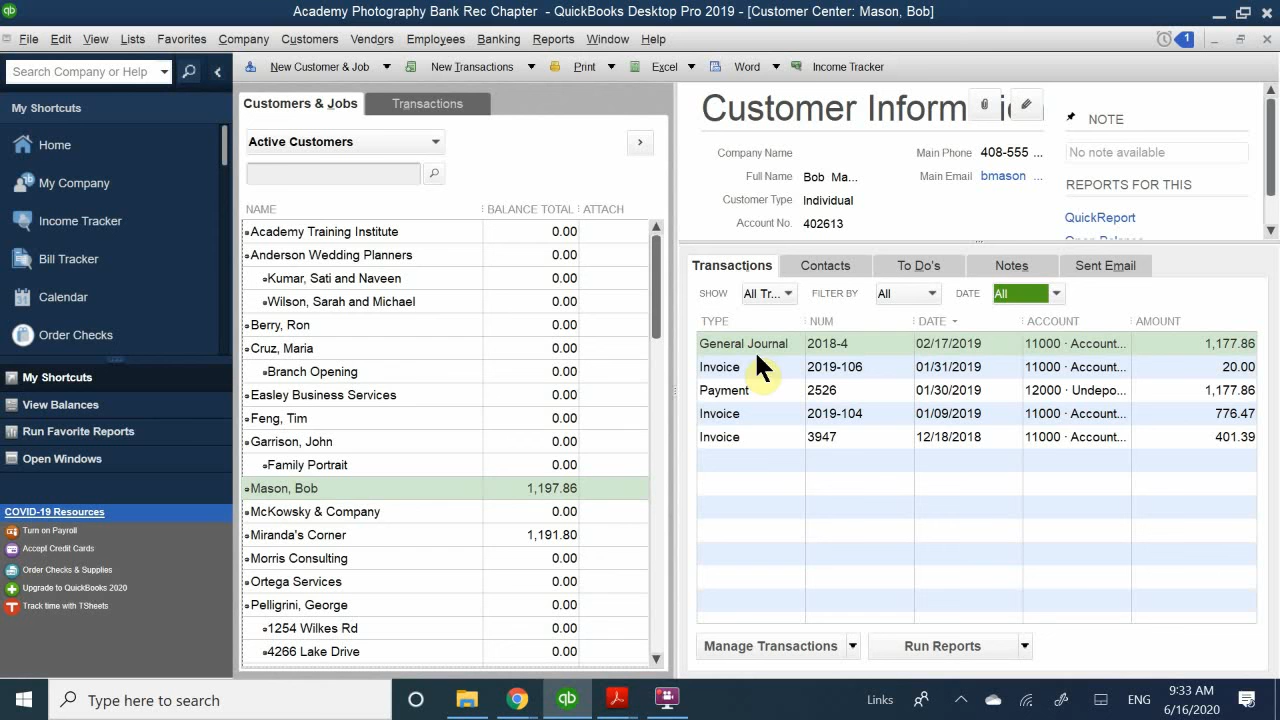 Academy Photography Bank Rec Chapter - QuickBooks Desktop Pro 2019 - [Customer Center: Mason, Bob]
File Edit View Lists Favorites Company Customers Vendors Employees Banking Reports Window Help 1
Search Company or Help
New Customer & Job New Transactions Print Excel Word Income Tracker
My Shortcuts
Home
My Company
Income Tracker
Bill Tracker
Calendar
Order Checks
My Shortcuts
View Balances
Run Favorite Reports
Open Windows
COVID-19 Resources
Turn on Payroll
Accept Credit Cards
Order Checks & Supplies
Upgrade to QuickBooks 2020
Track time with TSheets
Customers & Jobs Transactions
Active Customers
NAME BALANCE TOTAL ATTACH
Academy Training Institute 0.00
Anderson Wedding Planners 0.00
Kumar, Sati and Naveen 0.00
Wilson, Sarah and Michael 0.00
Berry, Ron 0.00
Cruz, Maria 0.00
Branch Opening 0.00
Easley Business Services 0.00
Feng, Tim 0.00
Garrison, John 0.00
Family Portrait 0.00
Mason, Bob 1,197.86
McKowsky & Company 0.00
Miranda's Corner 1,191.80
Morris Consulting 0.00
Ortega Services 0.00
Pelligrini, George 0.00
1254 Wilkes Rd 0.00
4266 Lake Drive 0.00
Customer Inform
Company Name
Full Name Bob Ma...
Customer Type Individual
Account No. 402613
Main Phone 408-555 ...
Main Email bmason ...
NOTE
No note available
REPORTS FOR THIS
QuickReport
Transactions Contacts To Do's Notes Sent Email
SHOW All Tr... FILTER BY All DATE All
TYPE NUM DATE ACCOUNT AMOUNT
General Journal 2018-4 02/17/2019 11000 · Account... 1,177.86
Invoice 2019-106 01/31/2019 11000 · Account... 20.00
Payment 2526 01/30/2019 12000 · Undepo... 1,177.86
Invoice 2019-104 01/09/2019 11000 · Account... 776.47
Invoice 3947 12/18/2018 11000 · Account... 401.39
Manage Transactions Run Reports
Type here to search
Links
ENG
9:33 AM
6/16/2020